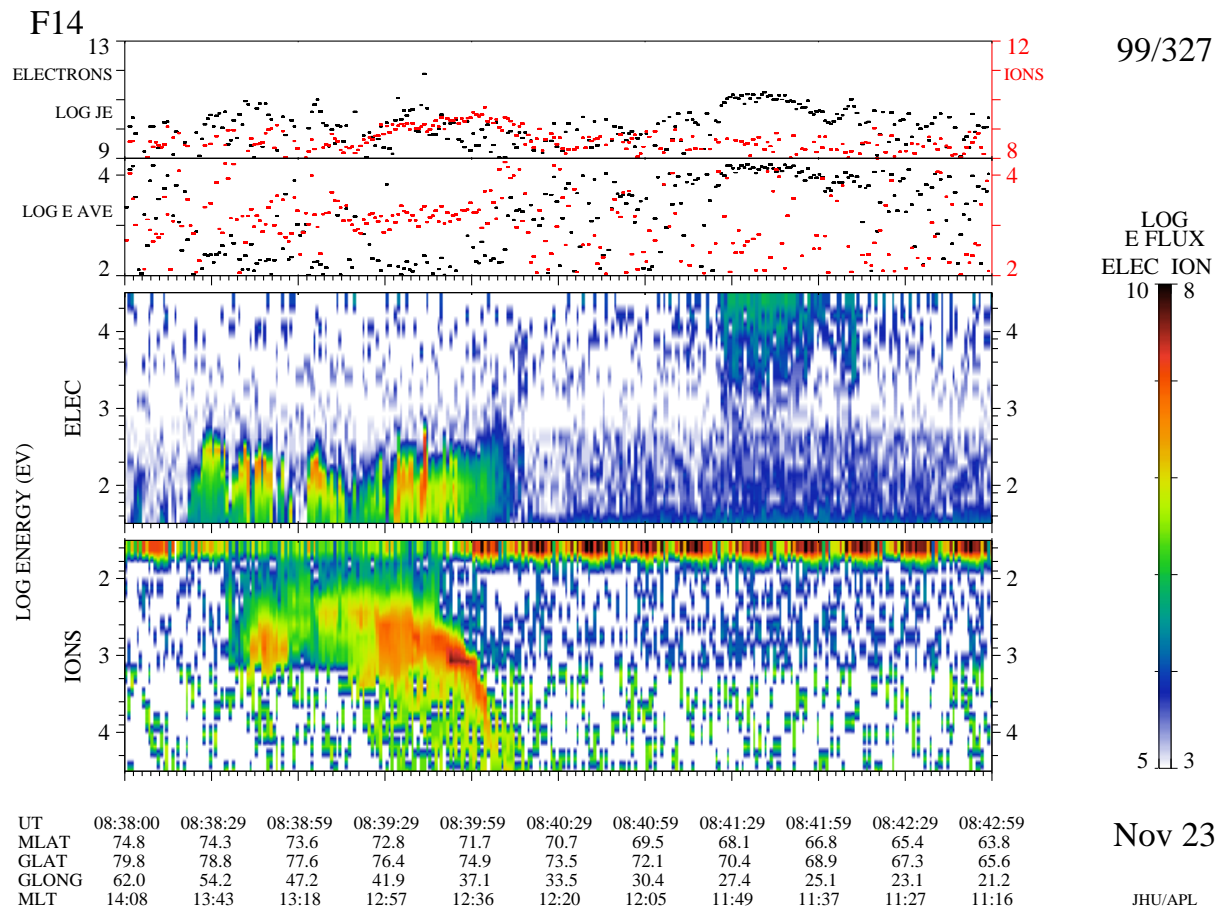 F14
99/327
13
12
ELECTRONS
IONS
LOG JE
9
8
4
4
LOG E AVE
2
2
LOG
E FLUX
ELEC ION
10 8
5 3
LOG ENERGY (EV)
ELEC
4
3
2
4
3
2
IONS
2
3
4
UT 08:38:00 08:38:29 08:38:59 08:39:29 08:39:59 08:40:29 08:40:59 08:41:29 08:41:59 08:42:29 08:42:59
MLAT 74.8 74.3 73.6 72.8 71.7 70.7 69.5 68.1 66.8 65.4 63.8
GLAT 79.8 78.8 77.6 76.4 74.9 73.5 72.1 70.4 68.9 67.3 65.6
GLONG 62.0 54.2 47.2 41.9 37.1 33.5 30.4 27.4 25.1 23.1 21.2
MLT 14:08 13:43 13:18 12:57 12:36 12:20 12:05 11:49 11:37 11:27 11:16
Nov 23
JHU/APL